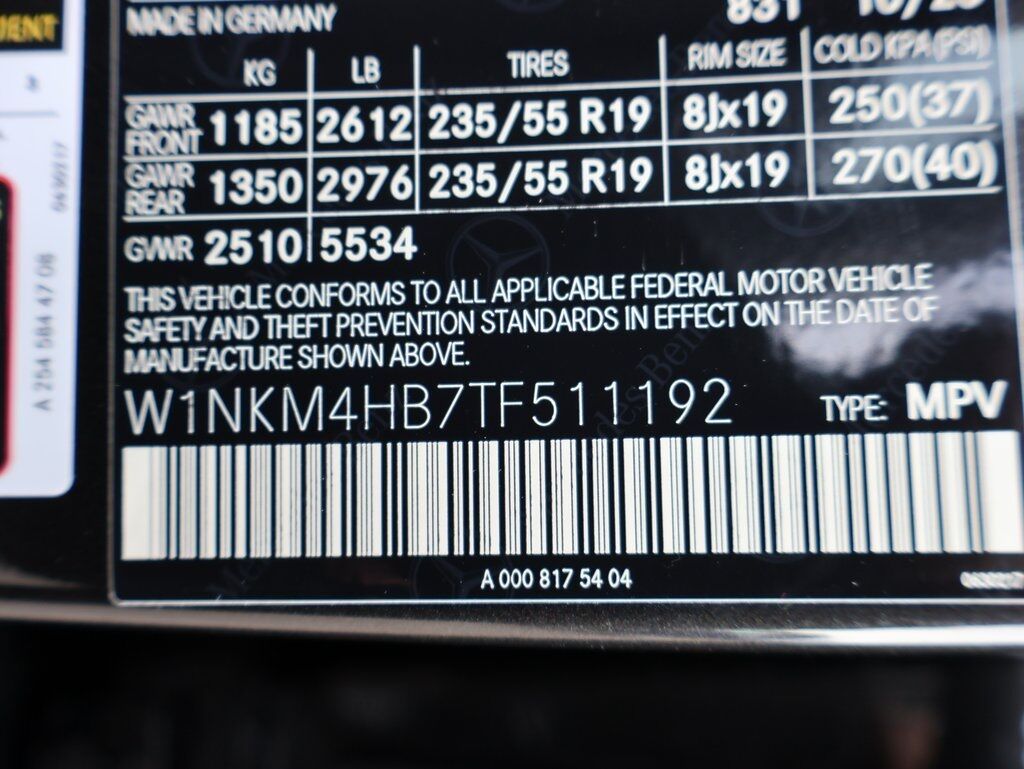 MADE IN GERMANY 831 10/25
KG LB TIRES RIM SIZE COLD KPA (PSI)
GAWR FRONT 1185 2612 235/55 R19 8Jx19 250(37)
GAWR REAR 1350 2976 235/55 R19 8Jx19 270(40)
GVWR 2510 5534
THIS VEHICLE CONFORMS TO ALL APPLICABLE FEDERAL MOTOR VEHICLE
SAFETY AND THEFT PREVENTION STANDARDS IN EFFECT ON THE DATE OF
MANUFACTURE SHOWN ABOVE.
W1NKM4HB7TF511192 TYPE: MPV
A 000 817 54 04
A 254 584 47 08